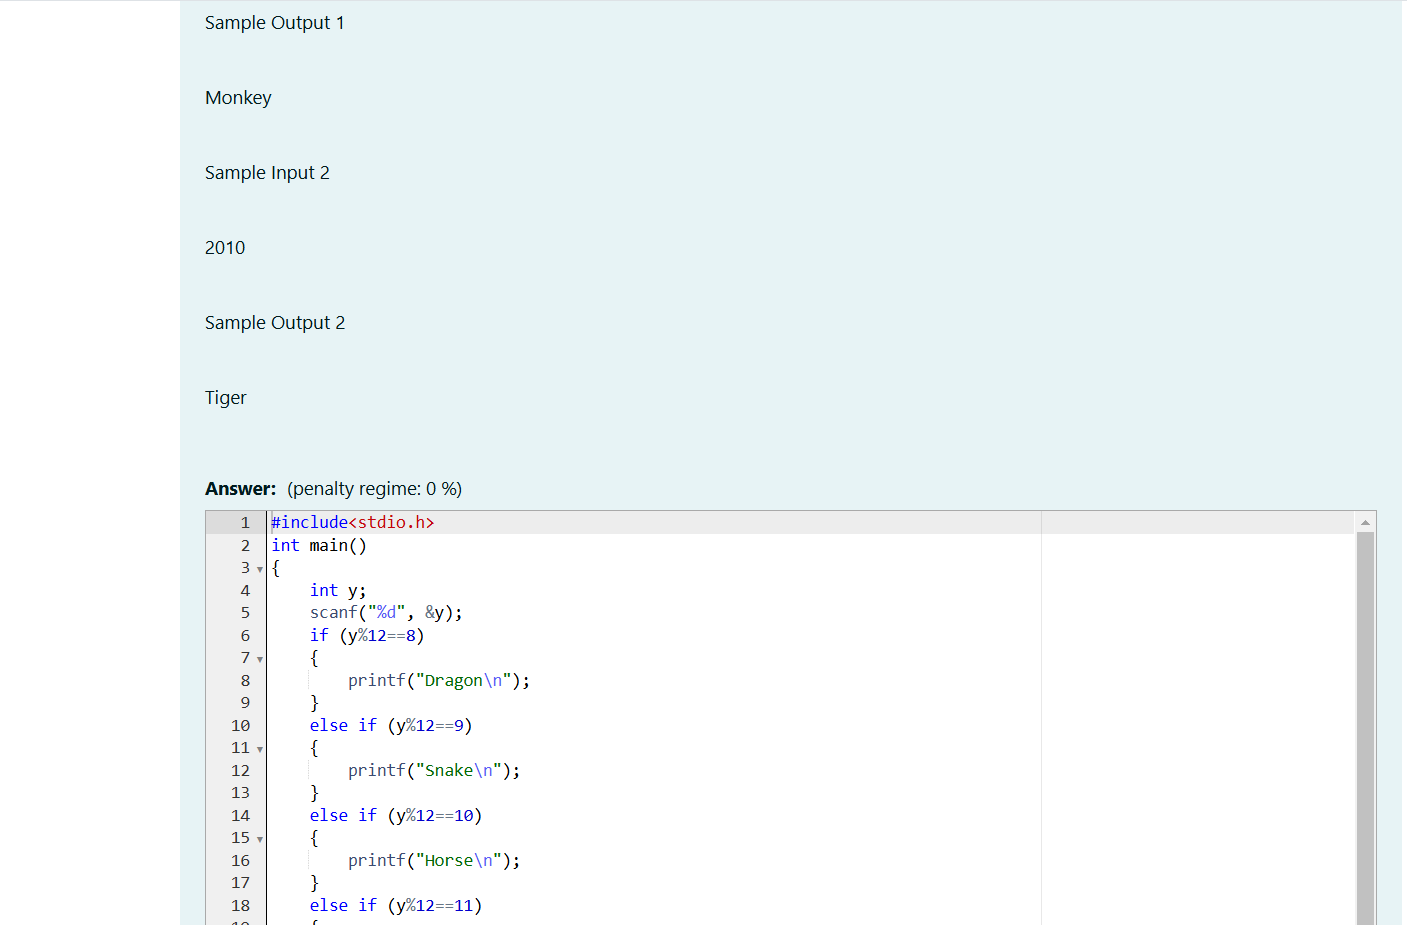 Sample Output 1
Monkey
Sample Input 2
2010
Sample Output 2
Tiger
Answer: (penalty regime: 0 %)
1 #include<stdio.h>
2 int main()
3 {
4     int y;
5     scanf("%d", &y);
6     if (y%12==8)
7     {
8         printf("Dragon\n");
9     }
10     else if (y%12==9)
11     {
12         printf("Snake\n");
13     }
14     else if (y%12==10)
15     {
16         printf("Horse\n");
17     }
18     else if (y%12==11)